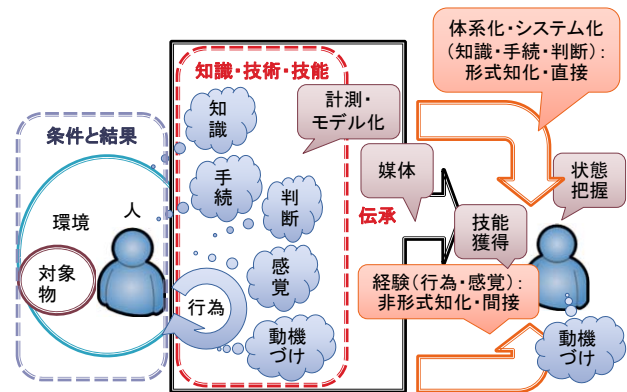 条件と結果
環境
人
対象
物
知識・技術・技能
知
識
手
続
判
断
感
覚
行為
動機
づけ
計測・
モデル化
伝承
媒体
体系化・システム化
(知識・手続・判断):
形式知化・直接
状態
把握
技能
獲得
経験(行為・感覚):
非形式知化・間接
動機
づけ